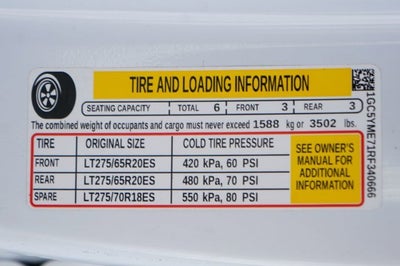 TIRE AND LOADING INFORMATION
SEATING CAPACITY TOTAL 6 FRONT 3 REAR 3
The combined weight of occupants and cargo must never exceed 1588 kg or 3502 lbs.
TIRE ORIGINAL SIZE COLD TIRE PRESSURE
FRONT LT275/65R20ES 420 kPa, 60 PSI
REAR LT275/65R20ES 480 kPa, 70 PSI
SPARE LT275/70R18ES 550 kPa, 80 PSI
SEE OWNER'S
MANUAL FOR
ADDITIONAL
INFORMATION
1GC5YME71RF340666